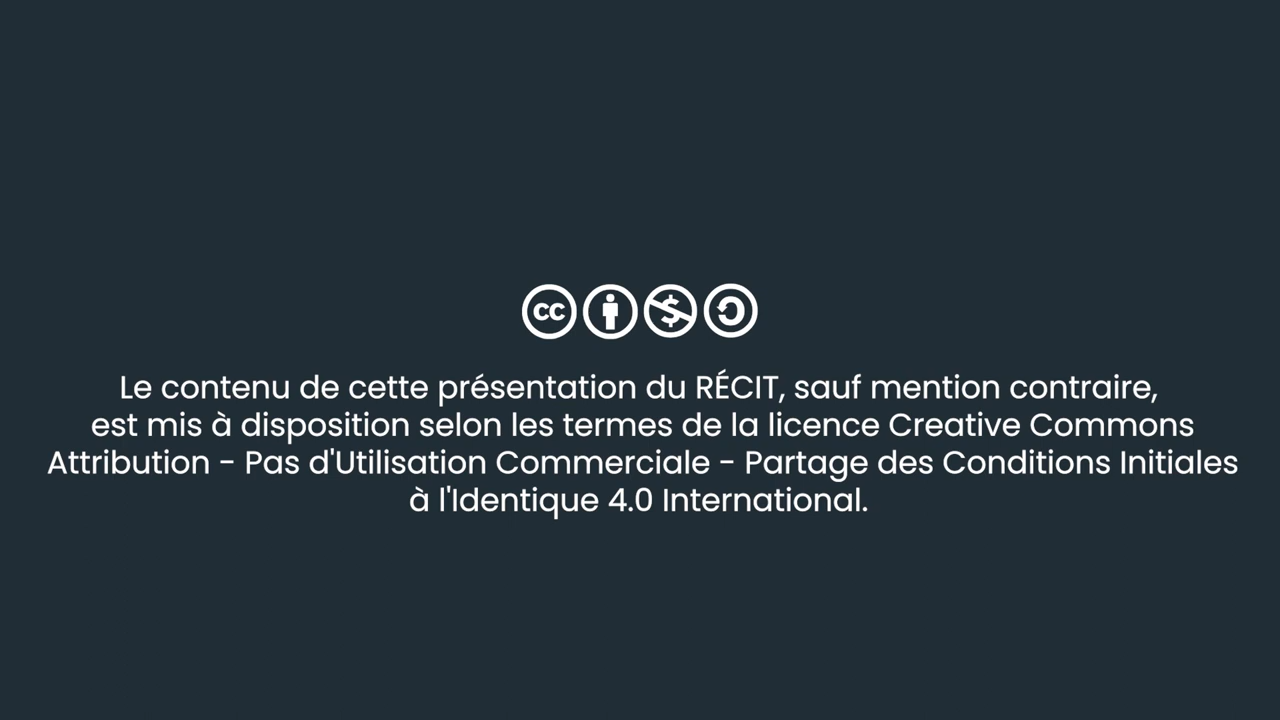 Le contenu de cette présentation du RÉCIT, sauf mention contraire,
est mis à disposition selon les termes de la licence Creative Commons
Attribution - Pas d'Utilisation Commerciale - Partage des Conditions Initiales
à l'Identique 4.0 International.